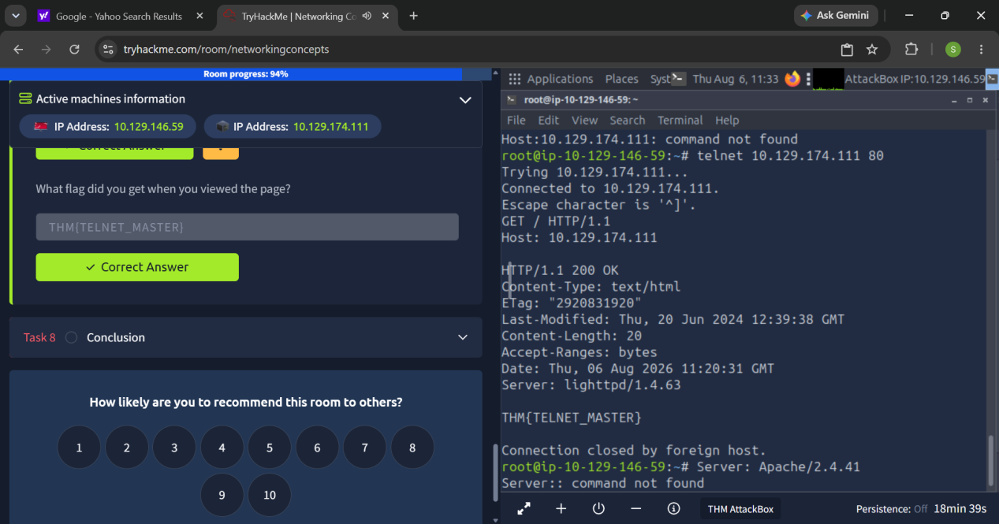 Google - Yahoo Search Results
TryHackMe | Networking Co
Ask Gemini
tryhackme.com/room/networkingconcepts
S
Room progress: 94%
Active machines information
IP Address: 10.129.146.59
IP Address: 10.129.174.111
Correct Answer
What flag did you get when you viewed the page?
THM{TELNET_MASTER}
Correct Answer
Task 8
Conclusion
How likely are you to recommend this room to others?
1 2 3 4 5 6 7 8
9 10
Applications Places Syst Thu Aug 6, 11:33 AttackBox IP:10.129.146.59
root@ip-10-129-146-59: ~
File Edit View Search Terminal Help
Host:10.129.174.111: command not found
root@ip-10-129-146-59:~# telnet 10.129.174.111 80
Trying 10.129.174.111...
Connected to 10.129.174.111.
Escape character is '^]'.
GET / HTTP/1.1
Host: 10.129.174.111
HTTP/1.1 200 OK
Content-Type: text/html
ETag: "2920831920"
Last-Modified: Thu, 20 Jun 2024 12:39:38 GMT
Content-Length: 20
Accept-Ranges: bytes
Date: Thu, 06 Aug 2026 11:20:31 GMT
Server: lighttpd/1.4.63
THM{TELNET_MASTER}
Connection closed by foreign host.
root@ip-10-129-146-59:~# Server: Apache/2.4.41
Server:: command not found
THM AttackBox
Persistence: Off 18min 39s